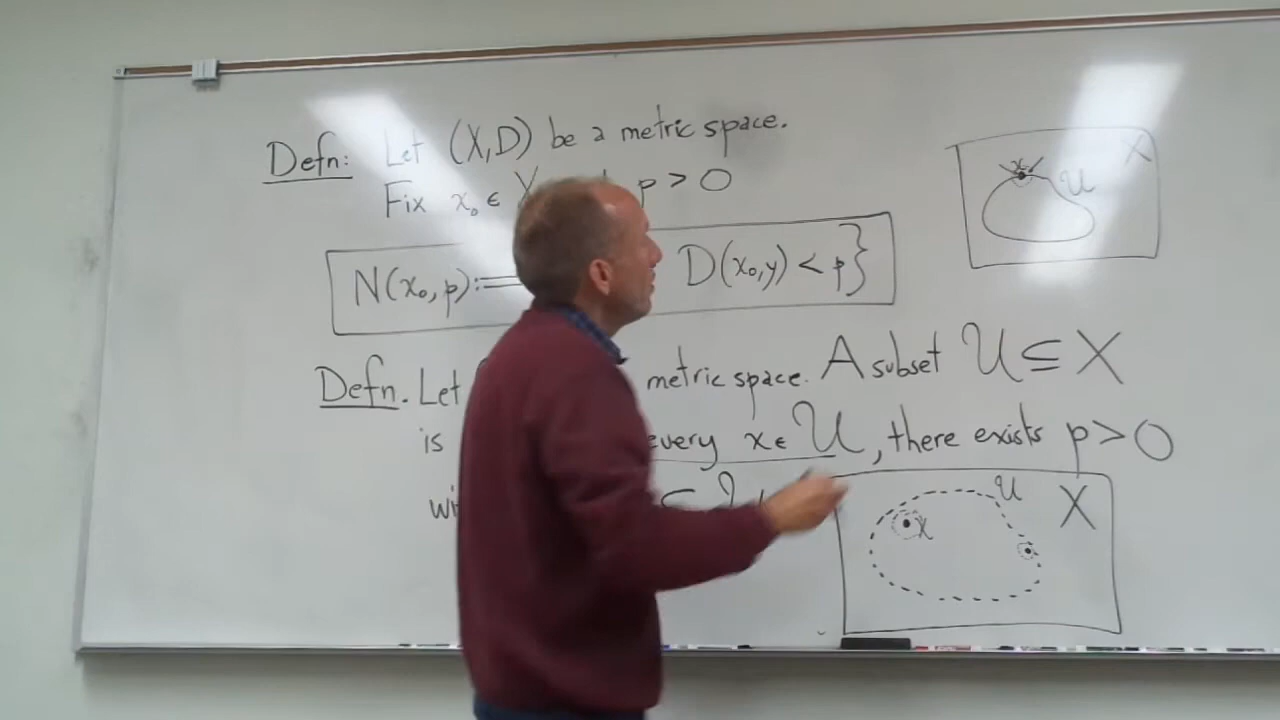 Defn: Let (X,D) be a metric space.
Fix x₀ ∈ X p > 0
N(x₀, p) := D(x₀,y) < p}
Defn. Let metric space. A subset U ⊆ X
is every x ∈ U, there exists p > 0
⊆ U
x U X
U X
x